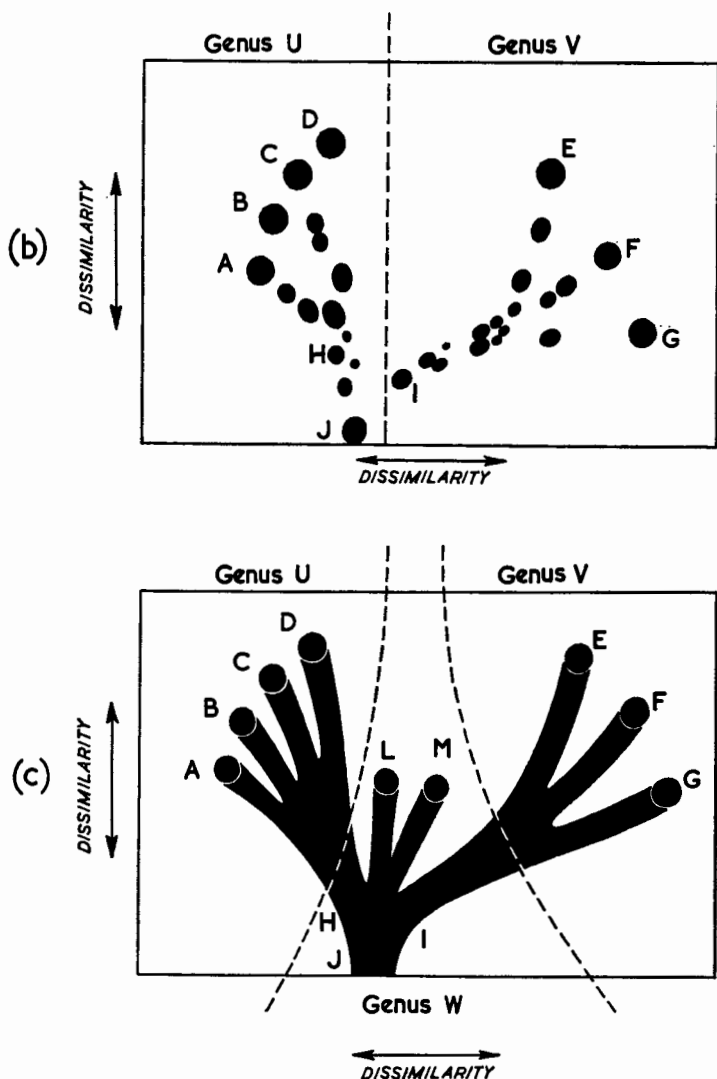 Genus U Genus V
D
C
E
B
F
A
G
H
I
J
DISSIMILARITY
(b)
DISSIMILARITY
Genus U Genus V
D
E
C
F
B
L M
A
G
H
I
J
DISSIMILARITY
(c)
Genus W
DISSIMILARITY